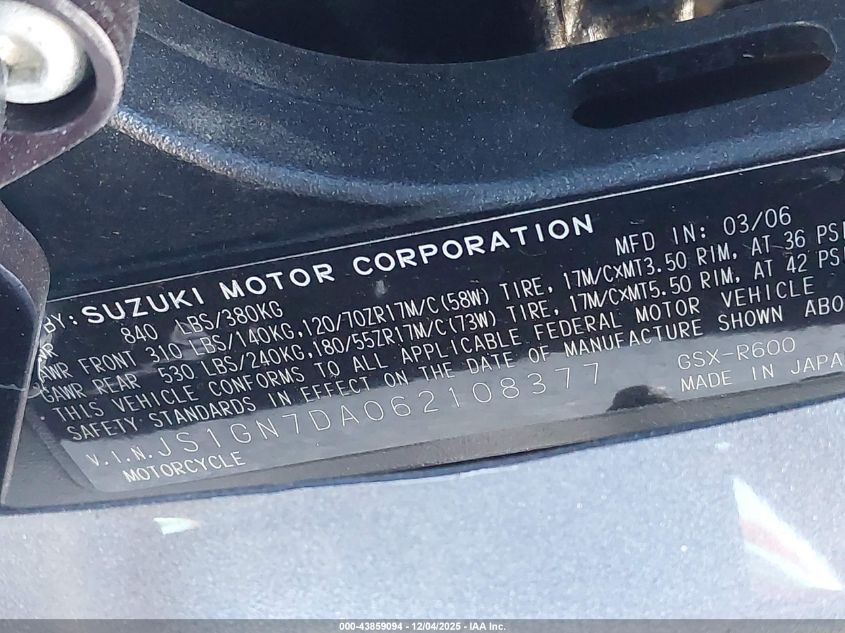 BY: SUZUKI MOTOR CORPORATION MFD IN: 03/06
840 LBS/380KG
GAWR FRONT 310 LBS/140KG, 120/70ZR17M/C(58W) TIRE, 17M/CxMT3.50 RIM, AT 36 PSI
GAWR REAR 530 LBS/240KG, 180/55ZR17M/C(73W) TIRE, 17M/CxMT5.50 RIM, AT 42 PSI
• THIS VEHICLE CONFORMS TO ALL APPLICABLE FEDERAL MOTOR VEHICLE
SAFETY STANDARDS IN EFFECT ON THE DATE OF MANUFACTURE SHOWN ABO
V.I.N. JS1GN7DA062108377 GSX-R600
MOTORCYCLE MADE IN JAPA
000-43859094 - 12/04/2025 - IAA Inc.